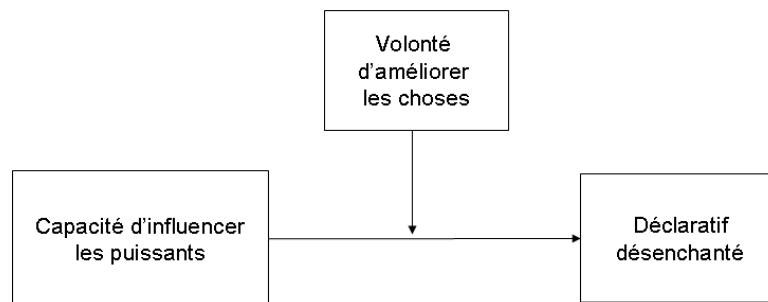 Volonté
d'améliorer
les choses
Capacité d'influencer
les puissants
Déclaratif
désenchanté